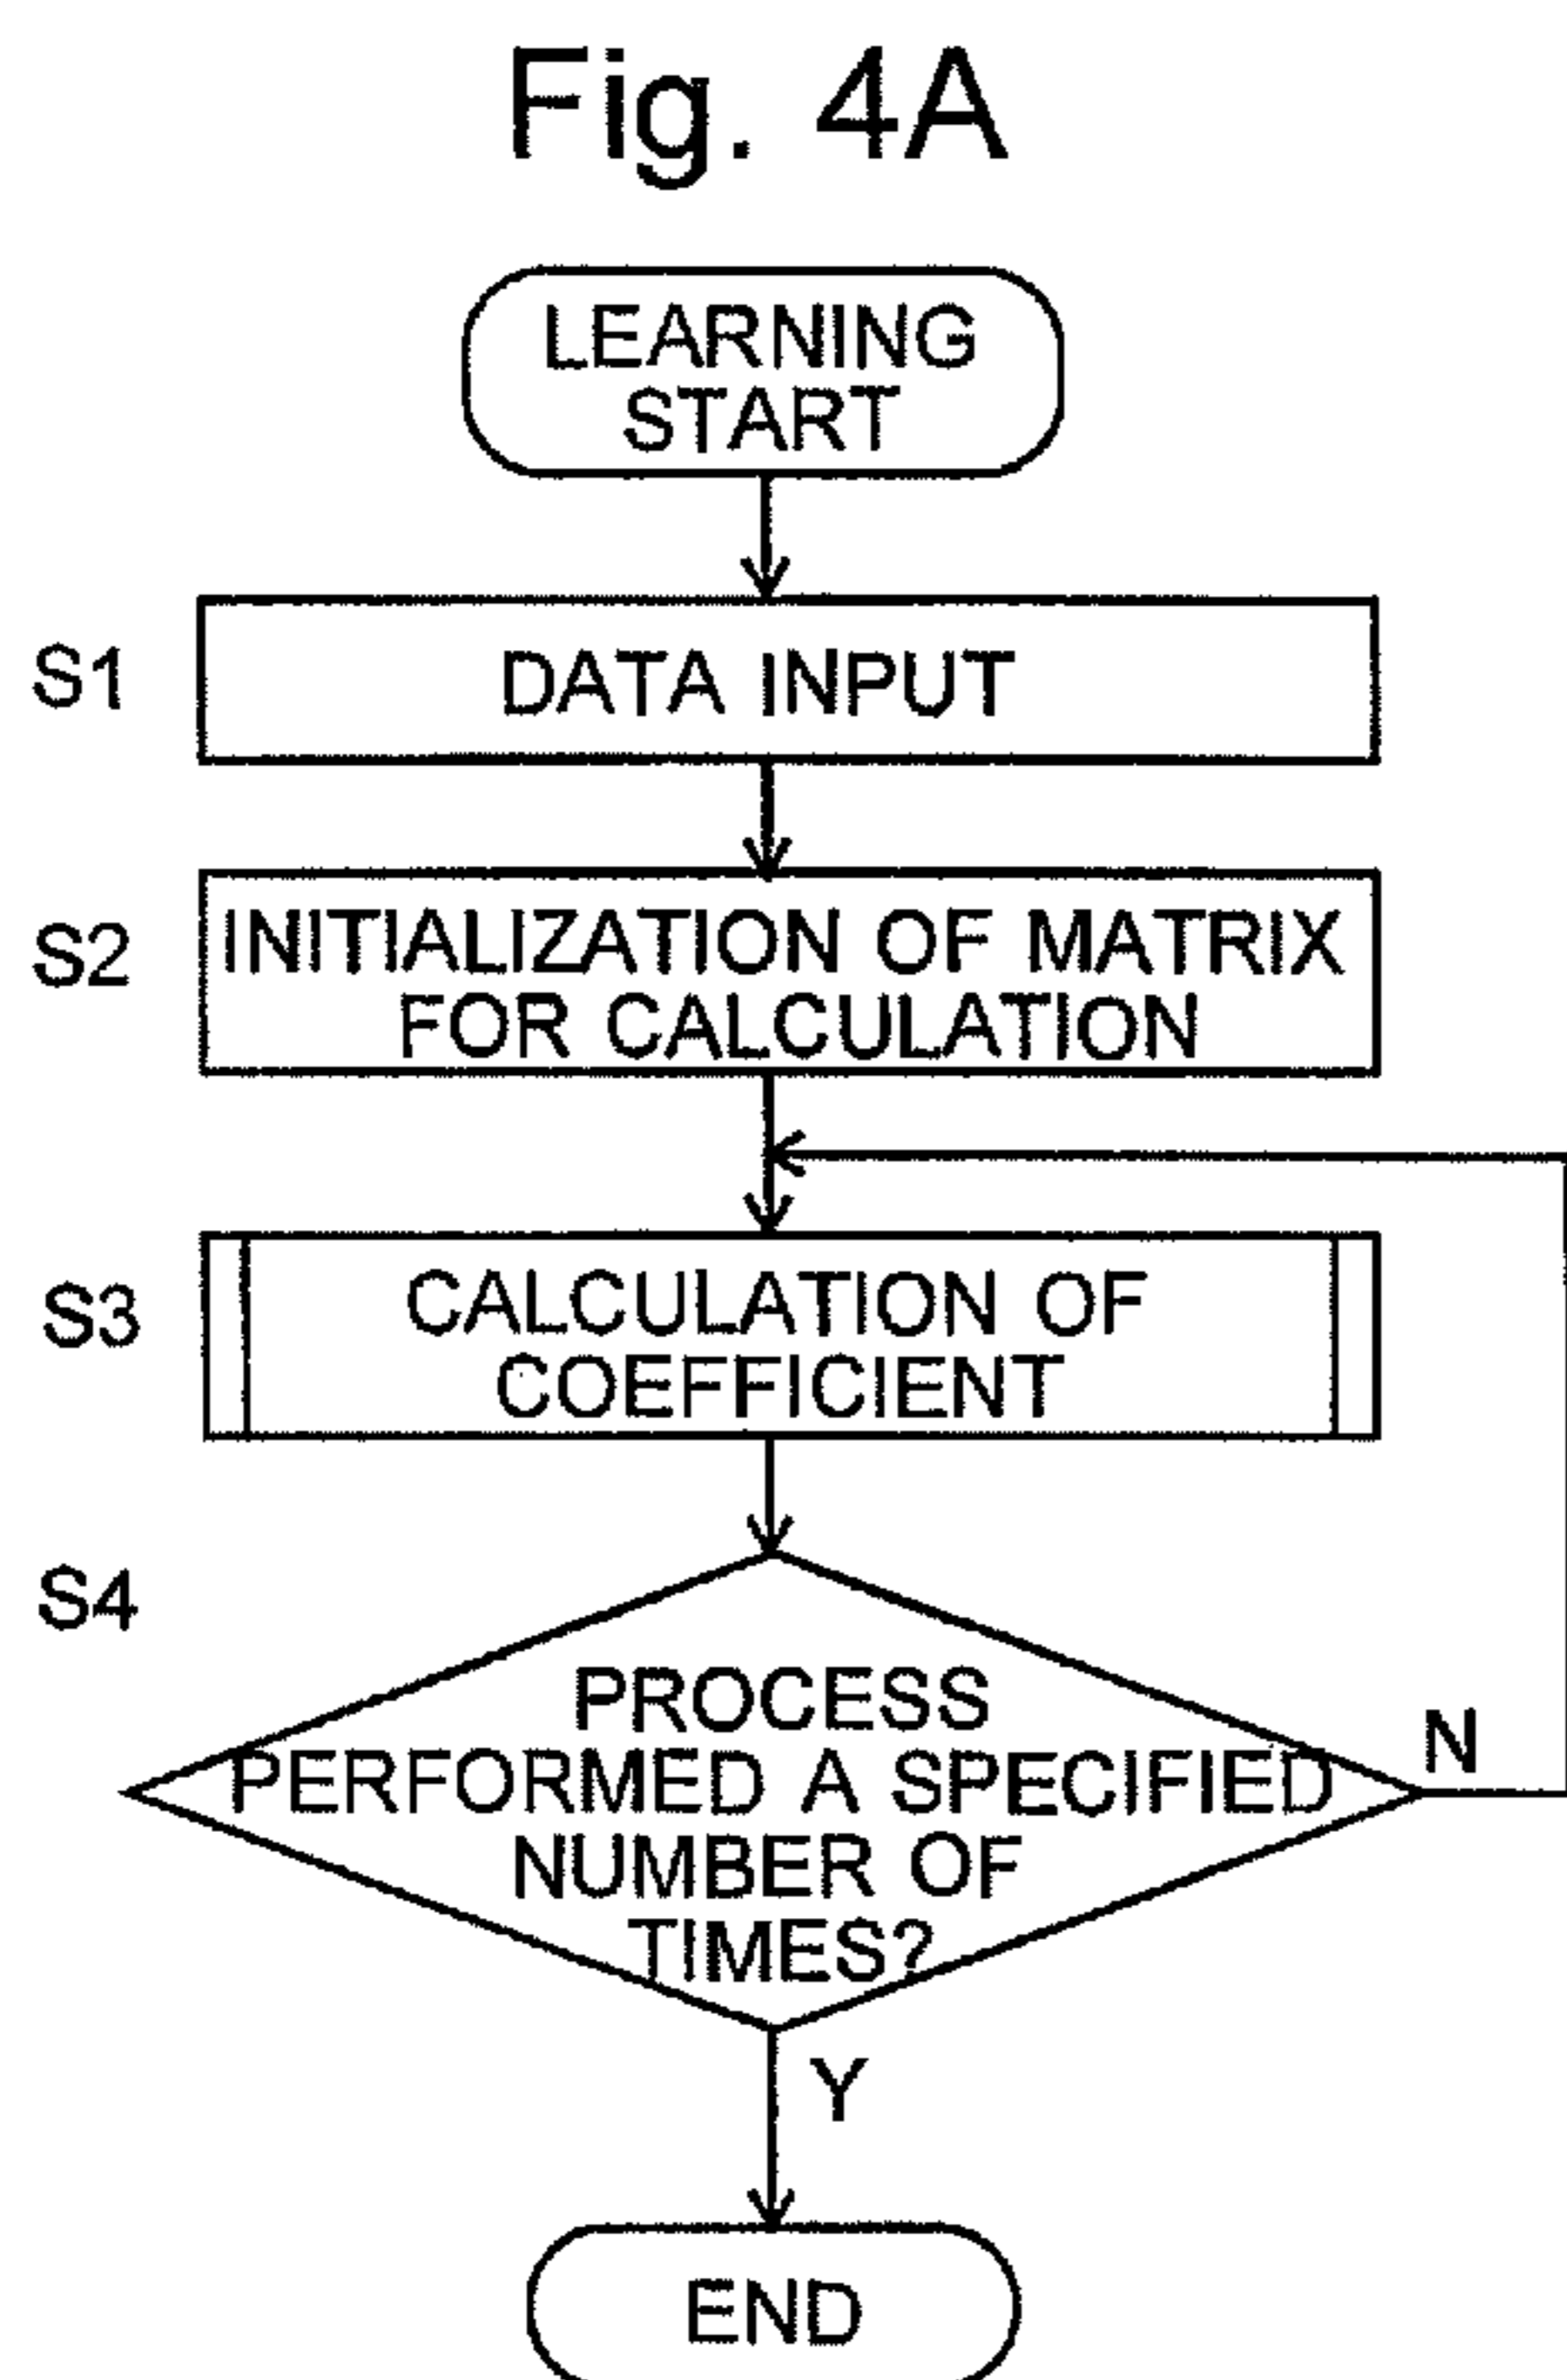 Fig. 4A
LEARNING
START
S1
DATA INPUT
S2
INITIALIZATION OF MATRIX
FOR CALCULATION
S3
CALCULATION OF
COEFFICIENT
S4
PROCESS
PERFORMED A SPECIFIED
NUMBER OF
TIMES?
N
Y
END